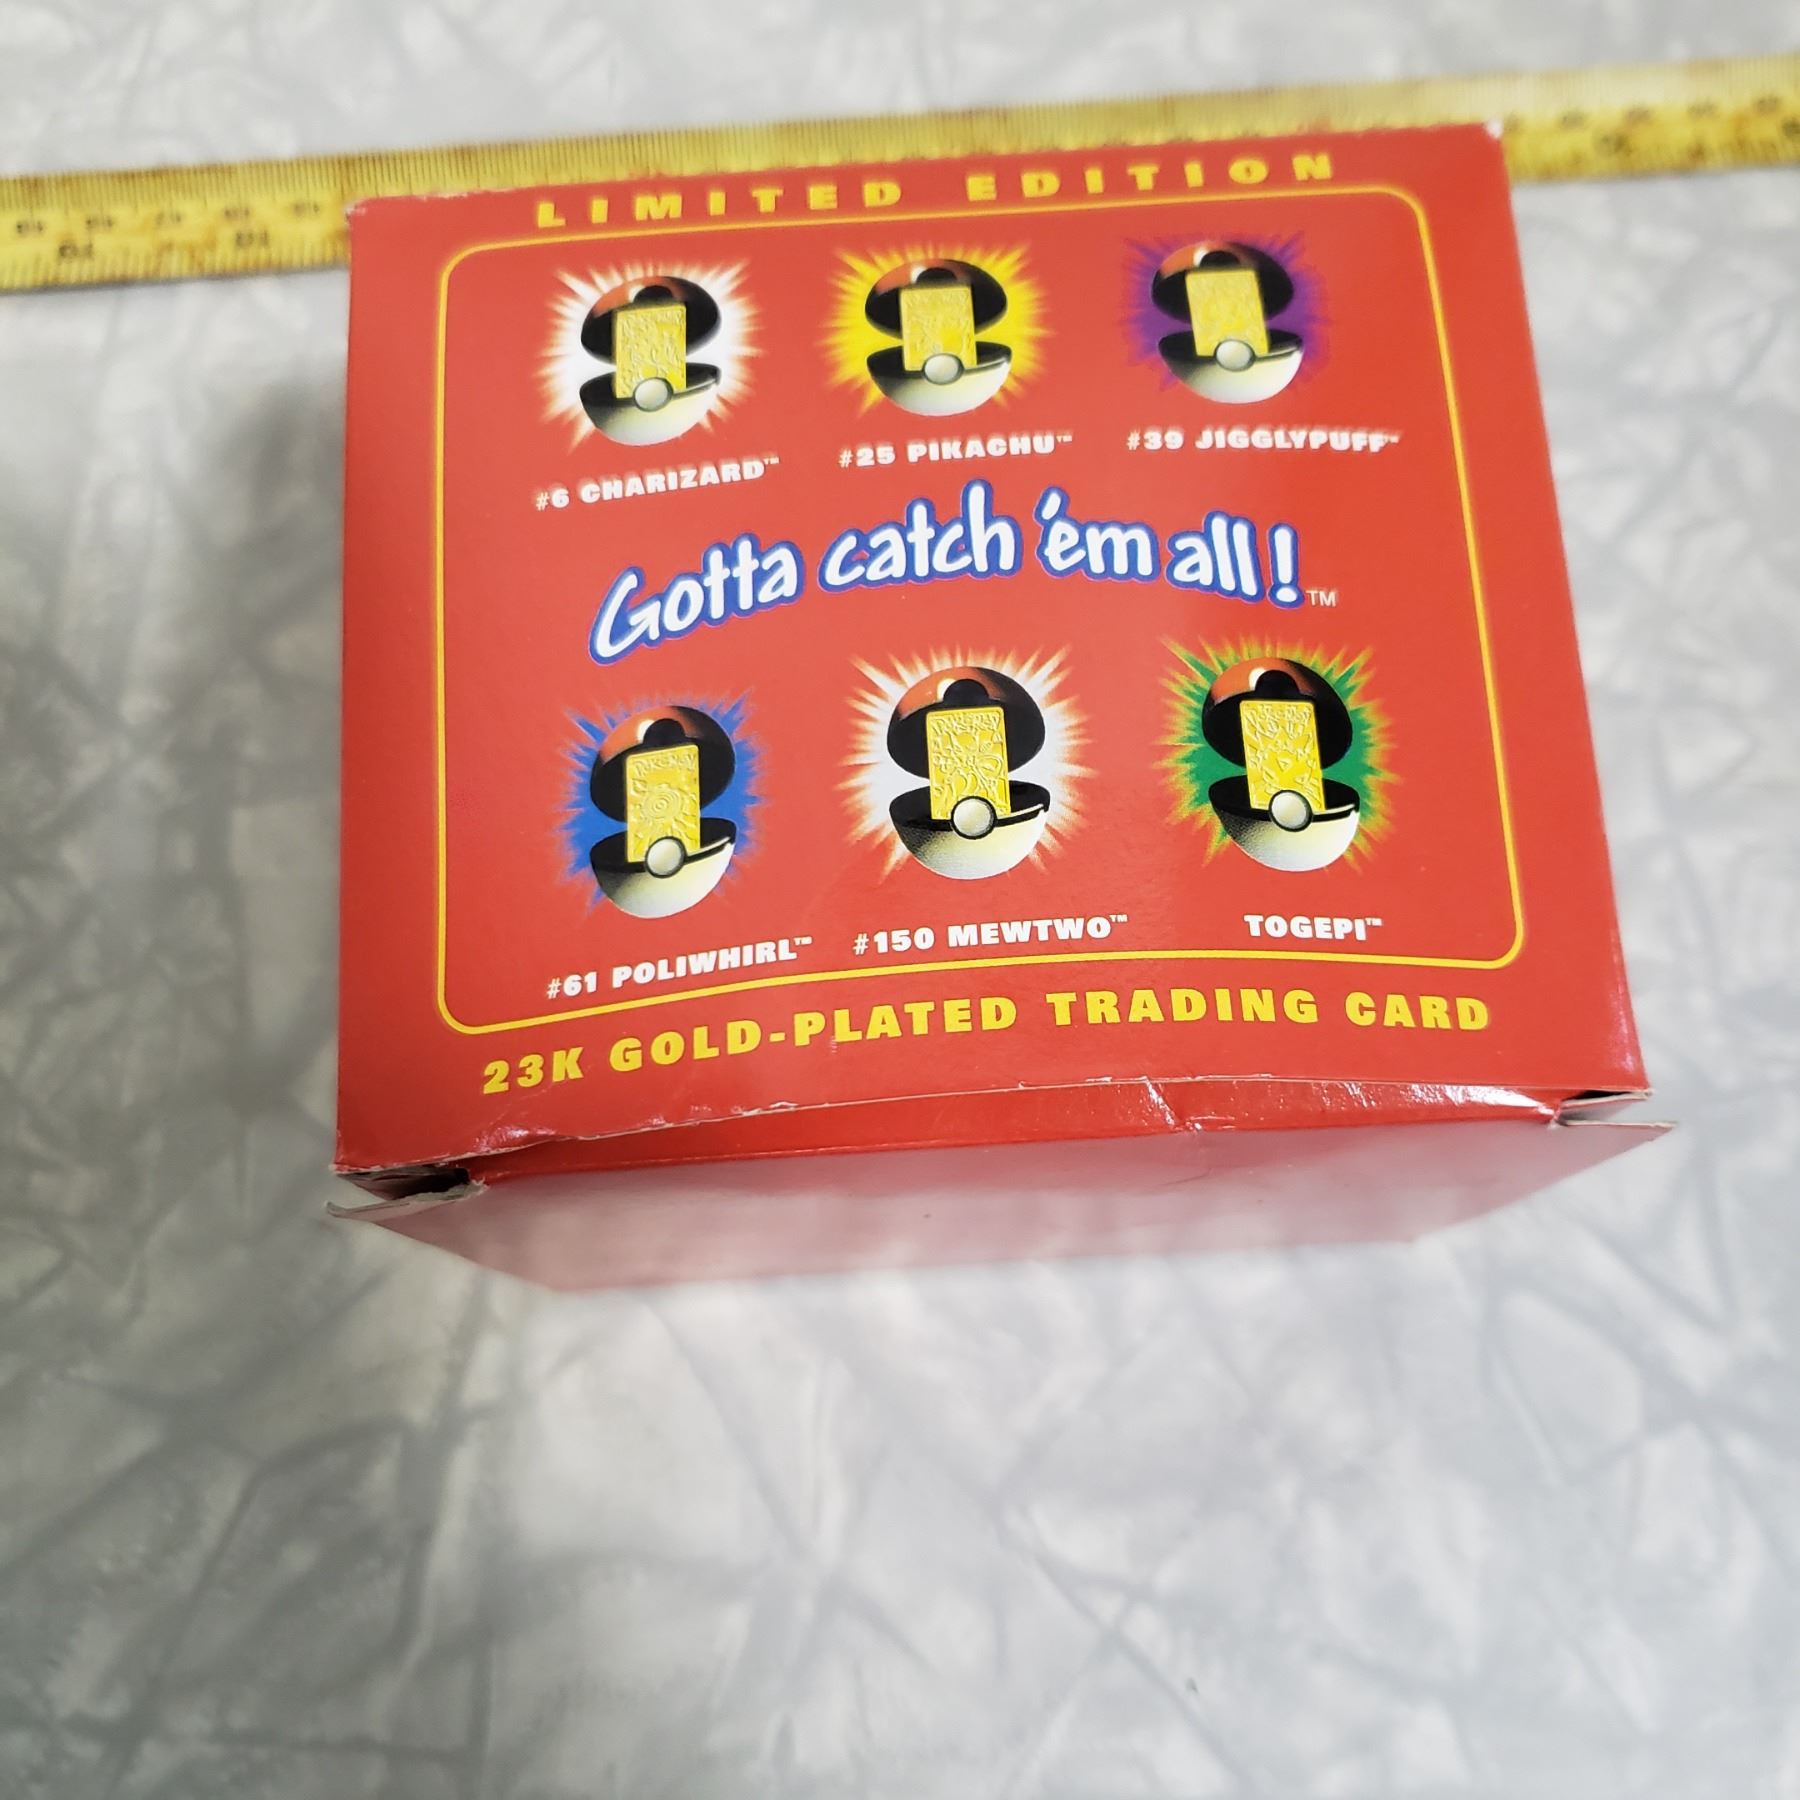 LIMITED EDITION
#6 CHARIZARD™ #25 PIKACHU™ #39 JIGGLYPUFF™
Gotta catch 'em all!™
#61 POLIWHIRL™ #150 MEWTWO™ TOGEPI™
23K GOLD-PLATED TRADING CARD